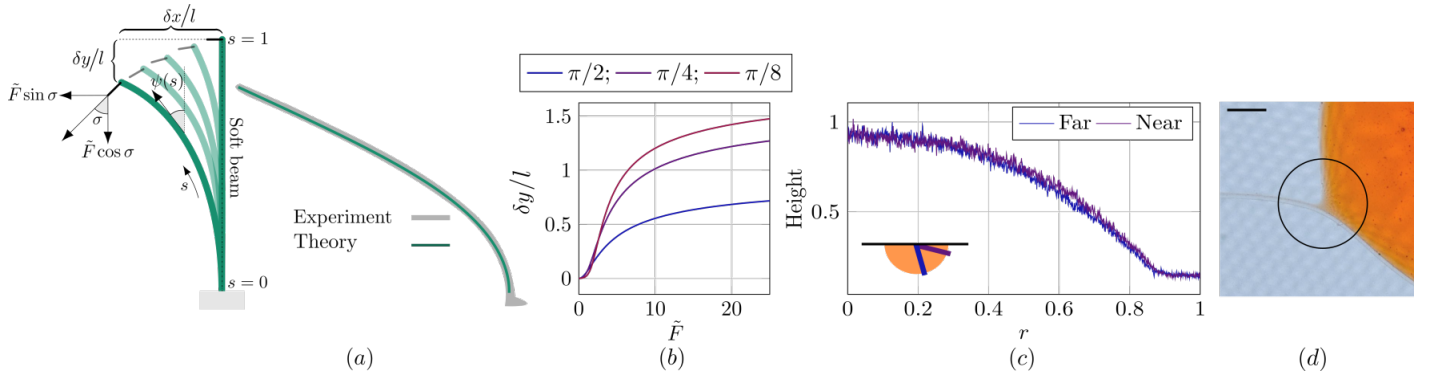 δx/l
s = 1
δy/l
ψ(s)
F̃ sin σ
σ
F̃ cos σ
Soft beam
s
s = 0
Experiment
Theory
(a)
π/2; π/4; π/8
1.5
1
0.5
0
δy/l
0 10 20
F̃
(b)
Far Near
1
0.5
Height
0 0.2 0.4 0.6 0.8 1
r
(c)
(d)